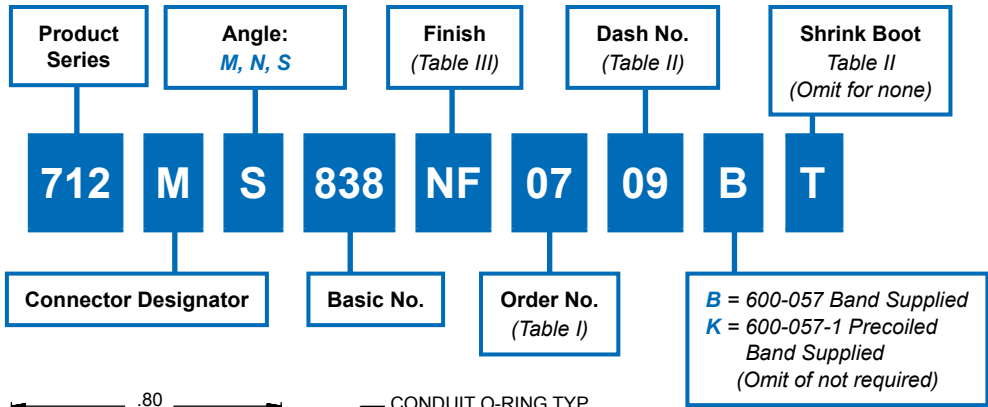 Product
Series
Angle:
M, N, S
Finish
(Table III)
Dash No.
(Table II)
Shrink Boot
Table II
(Omit for none)
712 M S 838 NF 07 09 B T
Connector Designator
Basic No.
Order No.
(Table I)
B = 600-057 Band Supplied
K = 600-057-1 Precoiled
Band Supplied
(Omit of not required)
.80
CONDUIT O-RING TYP